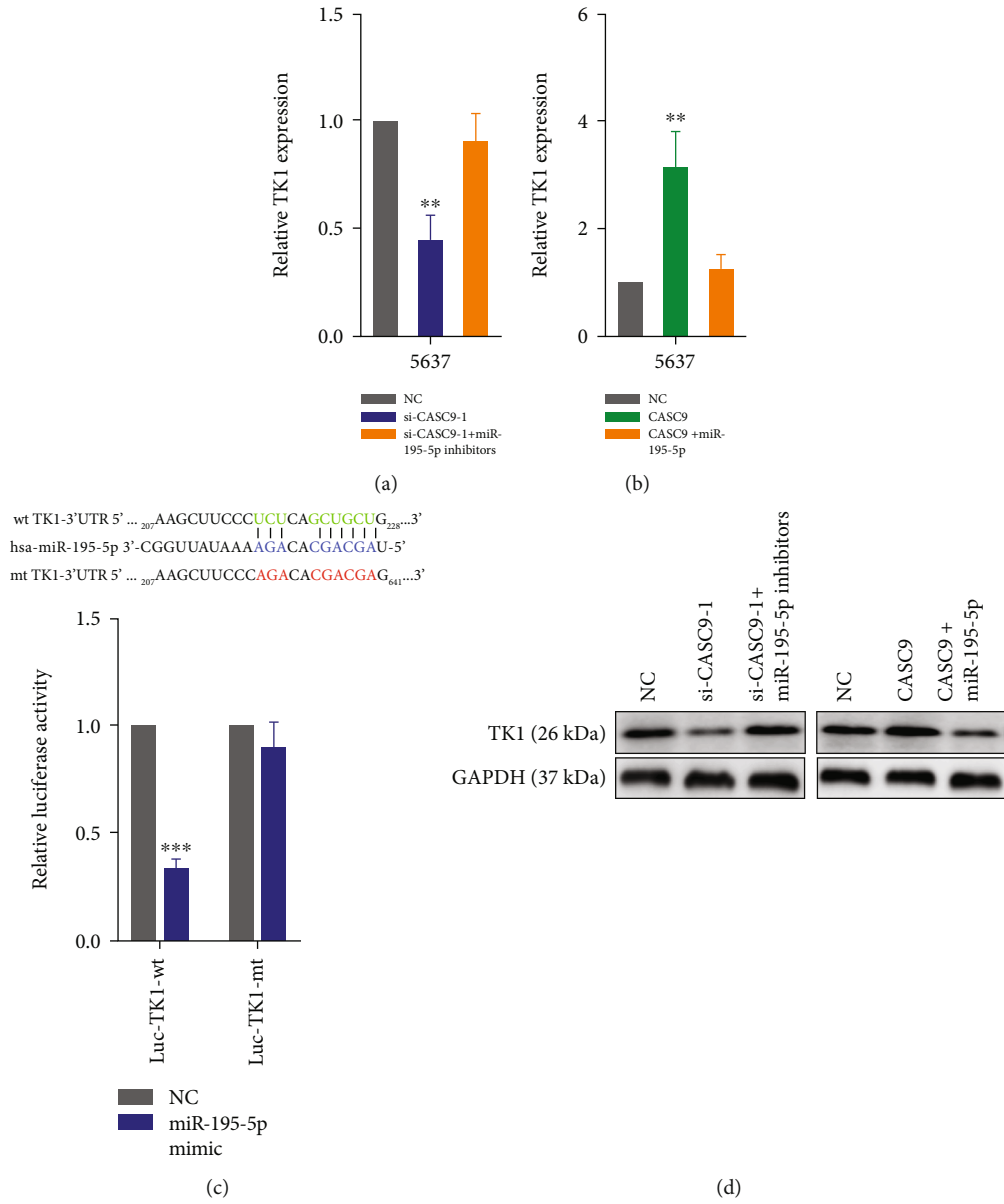 Relative TK1 expression
1.5
1.0
0.5
0.0
**
5637
NC
si-CASC9-1
si-CASC9-1+miR-
195-5p inhibitors
(a)
Relative TK1 expression
6
4
2
0
**
5637
NC
CASC9
CASC9 +miR-
195-5p
(b)
wt TK1-3’UTR 5’ ... 207AAGCUUCCCUCUCAGCUGCUG228...3’
hsa-miR-195-5p 3’-CGGUUAUAAAAGACACGACGAU-5’
mt TK1-3’UTR 5’ ... 207AAGCUUCCCAGACACGACGAG641...3’
Relative luciferase activity
1.5
1.0
0.5
0.0
***
Luc-TK1-wt
Luc-TK1-mt
NC
miR-195-5p
mimic
(c)
NC
si-CASC9-1
si-CASC9-1+
miR-195-5p inhibitors
NC
CASC9
CASC9 +
miR-195-5p
TK1 (26 kDa)
GAPDH (37 kDa)
(d)